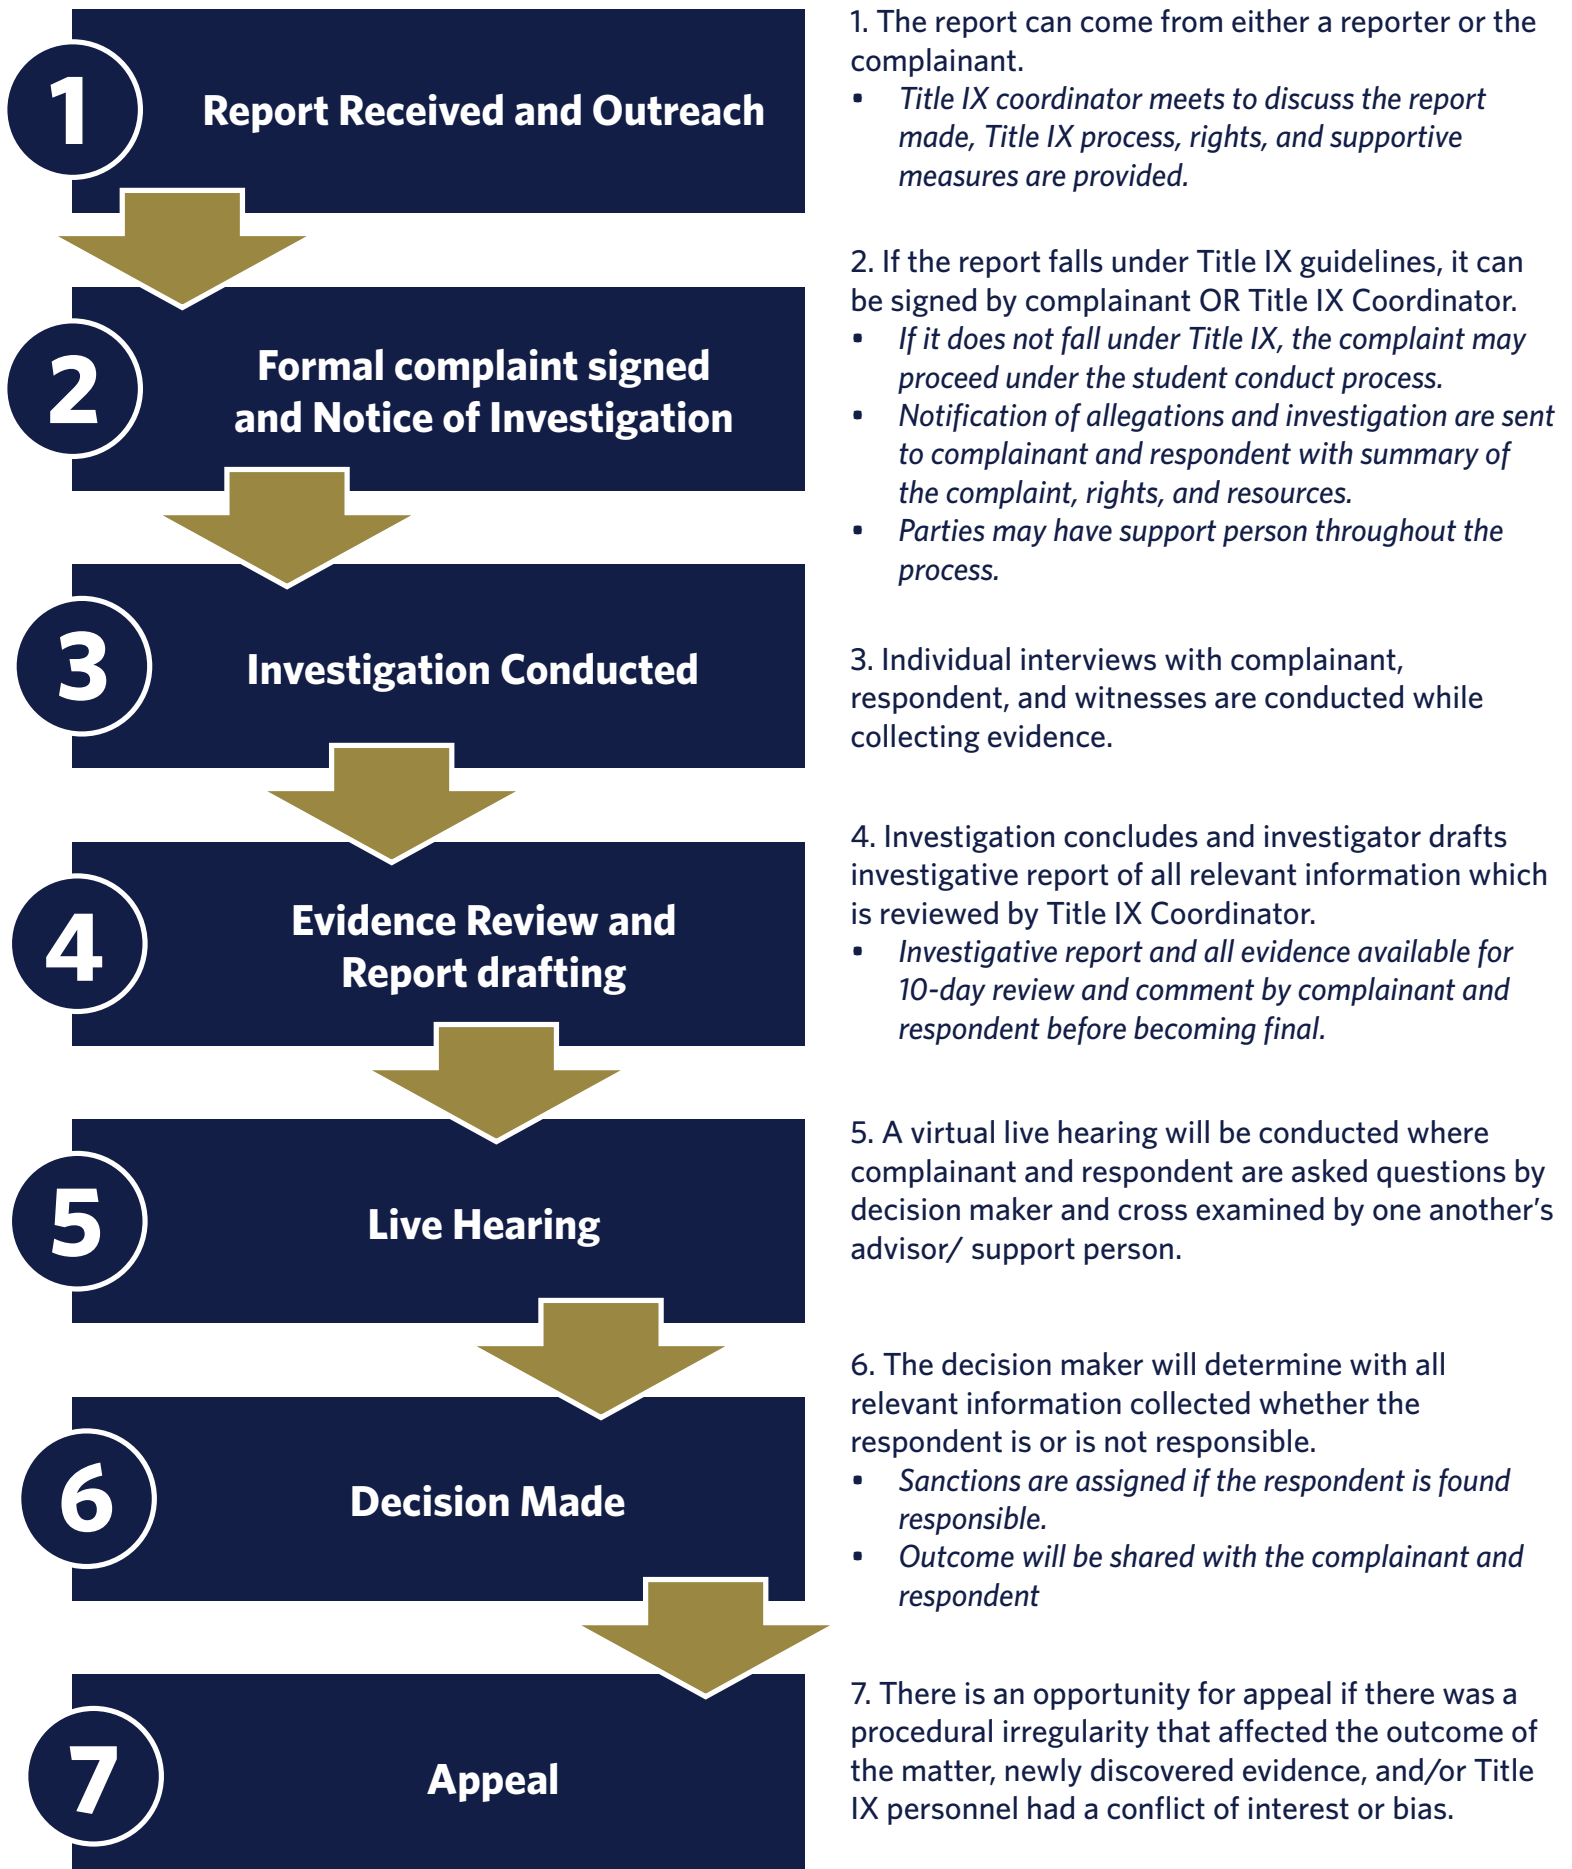 1
Report Received and Outreach
1. The report can come from either a reporter or the
complainant.
• Title IX coordinator meets to discuss the report
made, Title IX process, rights, and supportive
measures are provided.
2
Formal complaint signed
and Notice of Investigation
2. If the report falls under Title IX guidelines, it can
be signed by complainant OR Title IX Coordinator.
• If it does not fall under Title IX, the complaint may
proceed under the student conduct process.
• Notification of allegations and investigation are sent
to complainant and respondent with summary of
the complaint, rights, and resources.
• Parties may have support person throughout the
process.
3
Investigation Conducted
3. Individual interviews with complainant,
respondent, and witnesses are conducted while
collecting evidence.
4
Evidence Review and
Report drafting
4. Investigation concludes and investigator drafts
investigative report of all relevant information which
is reviewed by Title IX Coordinator.
• Investigative report and all evidence available for
10-day review and comment by complainant and
respondent before becoming final.
5
Live Hearing
5. A virtual live hearing will be conducted where
complainant and respondent are asked questions by
decision maker and cross examined by one another’s
advisor/ support person.
6
Decision Made
6. The decision maker will determine with all
relevant information collected whether the
respondent is or is not responsible.
• Sanctions are assigned if the respondent is found
responsible.
• Outcome will be shared with the complainant and
respondent
7
Appeal
7. There is an opportunity for appeal if there was a
procedural irregularity that affected the outcome of
the matter, newly discovered evidence, and/or Title
IX personnel had a conflict of interest or bias.